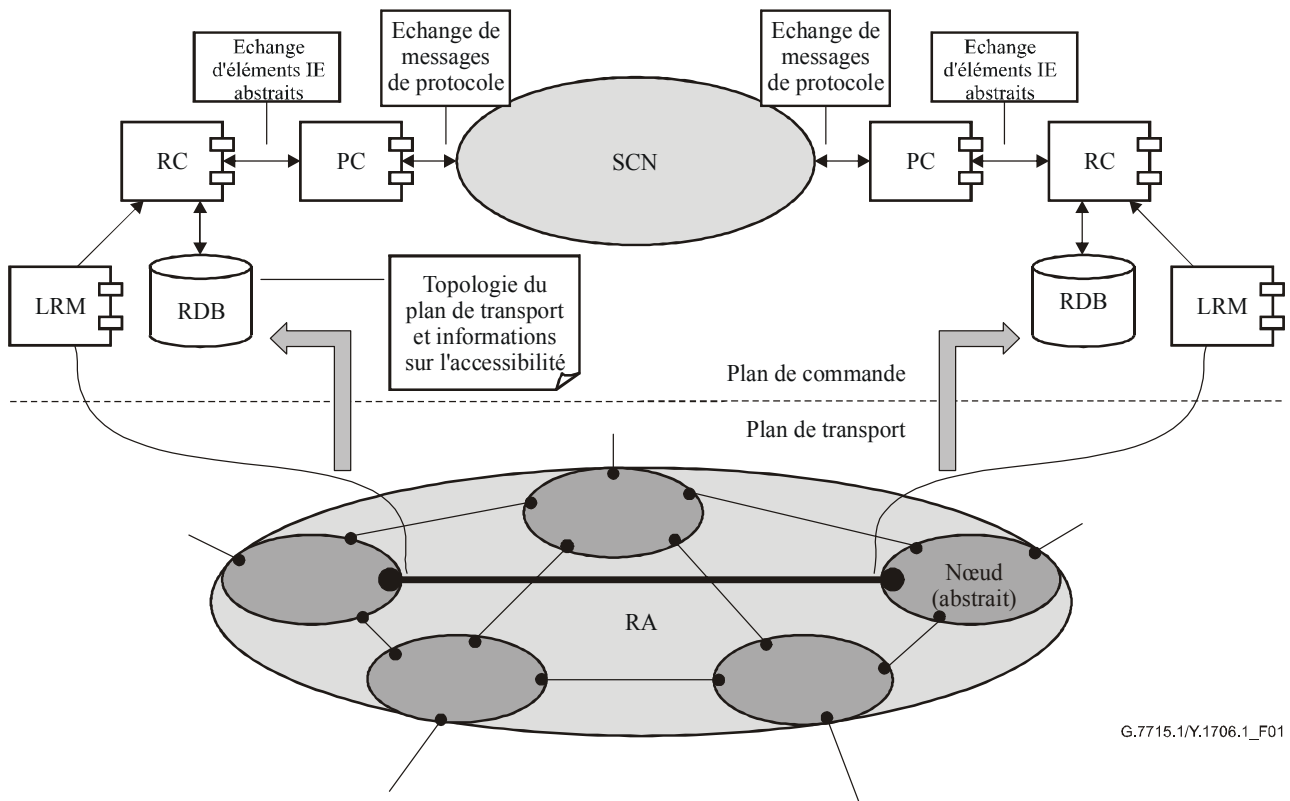 Echange
d'éléments IE
abstraits
Echange de
messages
de protocole
Echange de
messages
de protocole
Echange
d'éléments IE
abstraits
RC
PC
SCN
PC
RC
LRM
RDB
Topologie du
plan de transport
et informations
sur l'accessibilité
RDB
LRM
Plan de commande
Plan de transport
Nœud
(abstrait)
RA
G.7715.1/Y.1706.1_F01